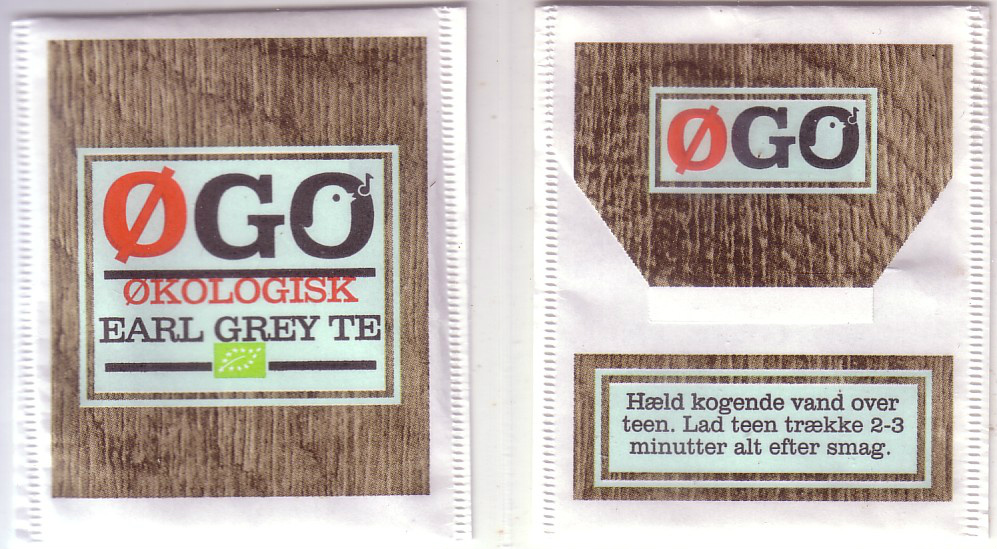 ØGO
ØKOLOGISK
EARL GREY TE
ØGO
Hæld kogende vand over
teen. Lad teen trække 2-3
minutter alt efter smag.